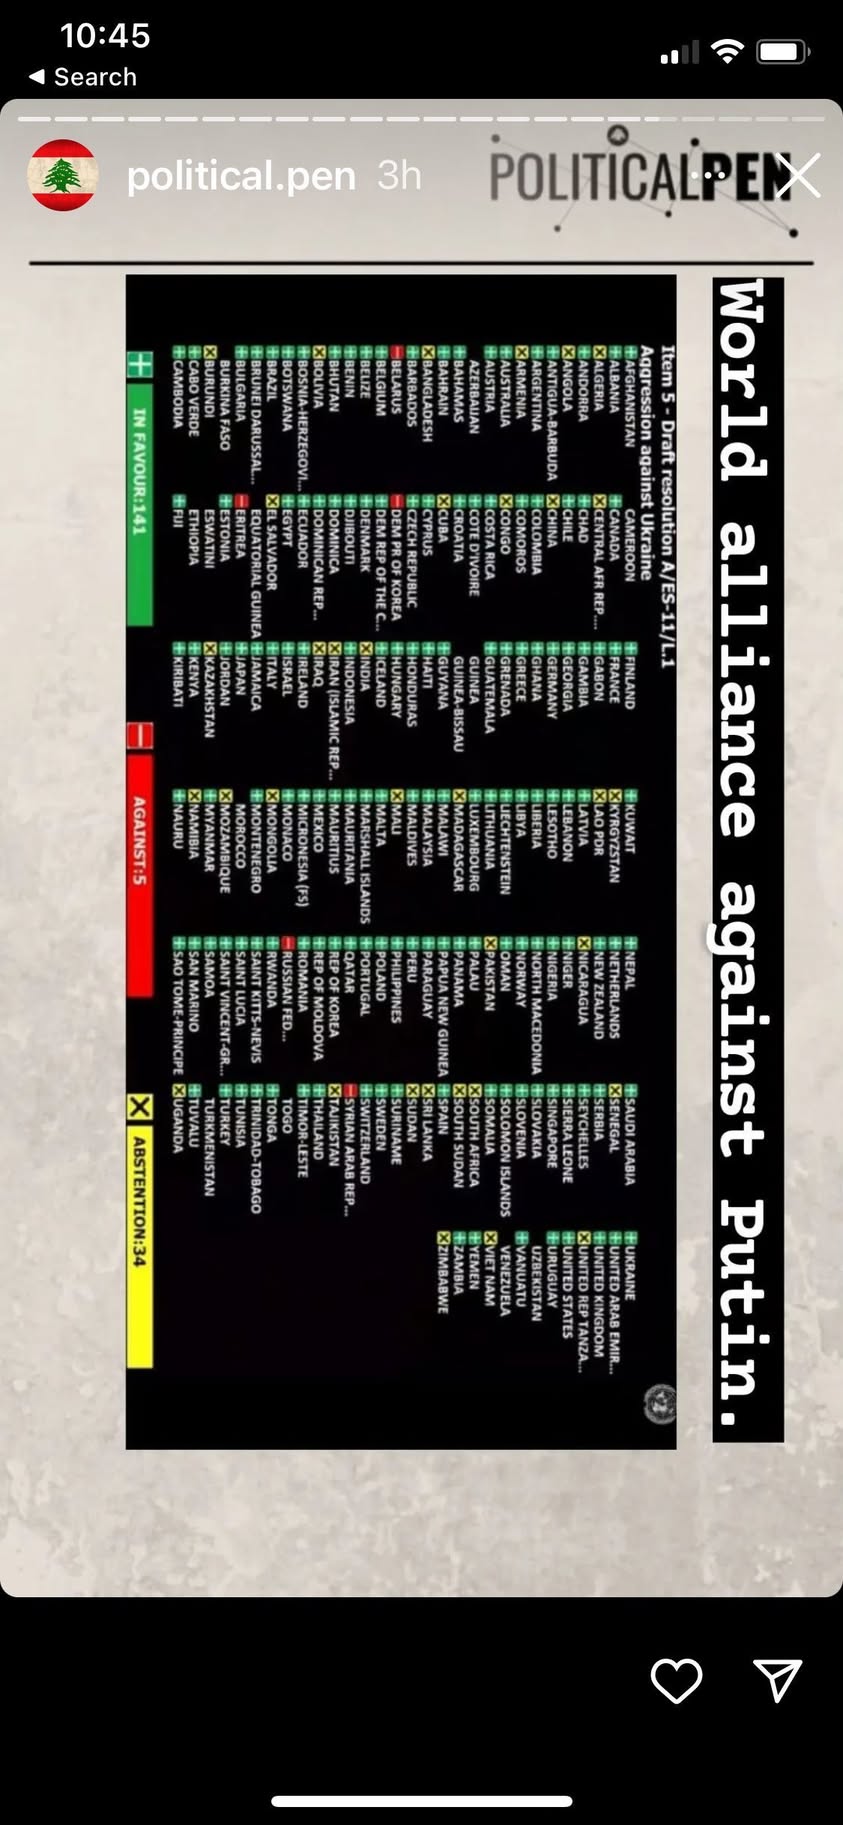 10:45
Search
political.pen 3h
POLITICALPEN
World alliance against Putin.
Item 5 - Draft resolution A/ES-11/L.1
Aggression against Ukraine
AFGHANISTAN
ALBANIA
ALGERIA
ANDORRA
ANGOLA
ANTIGUA-BARBUDA
ARGENTINA
ARMENIA
AUSTRALIA
AUSTRIA
AZERBAIJAN
BAHAMAS
BAHRAIN
BANGLADESH
BARBADOS
BELARUS
BELGIUM
BELIZE
BENIN
BHUTAN
BOLIVIA
BOSNIA-HERZEGOVI...
BOTSWANA
BRAZIL
BRUNEI DARUSSAL...
BULGARIA
BURKINA FASO
BURUNDI
CABO VERDE
CAMBODIA
CAMEROON
CANADA
CENTRAL AFR REP....
CHAD
CHILE
CHINA
COLOMBIA
COMOROS
CONGO
COSTA RICA
COTE D'IVOIRE
CROATIA
CUBA
CYPRUS
CZECH REPUBLIC
DEM PR OF KOREA
DEM REP OF THE C...
DENMARK
DJIBOUTI
DOMINICA
DOMINICAN REP...
ECUADOR
EGYPT
EL SALVADOR
EQUATORIAL GUINEA
ERITREA
ESTONIA
ESWATINI
ETHIOPIA
FIJI
FINLAND
FRANCE
GABON
GAMBIA
GEORGIA
GERMANY
GHANA
GREECE
GRENADA
GUATEMALA
GUINEA
GUINEA-BISSAU
GUYANA
HAITI
HONDURAS
HUNGARY
ICELAND
INDIA
INDONESIA
IRAN (ISLAMIC REP...
IRAQ
IRELAND
ISRAEL
ITALY
JAMAICA
JAPAN
JORDAN
KAZAKHSTAN
KENYA
KIRIBATI
KUWAIT
KYRGYZSTAN
LAO PDR
LATVIA
LEBANON
LESOTHO
LIBERIA
LIBYA
LIECHTENSTEIN
LITHUANIA
LUXEMBOURG
MADAGASCAR
MALAWI
MALAYSIA
MALDIVES
MALI
MALTA
MARSHALL ISLANDS
MAURITANIA
MAURITIUS
MEXICO
MICRONESIA (FS)
MONACO
MONGOLIA
MONTENEGRO
MOROCCO
MOZAMBIQUE
MYANMAR
NAMIBIA
NAURU
NEPAL
NETHERLANDS
NEW ZEALAND
NICARAGUA
NIGER
NIGERIA
NORTH MACEDONIA
NORWAY
OMAN
PAKISTAN
PALAU
PANAMA
PAPUA NEW GUINEA
PARAGUAY
PERU
PHILIPPINES
POLAND
PORTUGAL
QATAR
REP OF KOREA
REP OF MOLDOVA
ROMANIA
RUSSIAN FED...
RWANDA
SAINT KITTS-NEVIS
SAINT LUCIA
SAINT VINCENT-GR...
SAMOA
SAN MARINO
SAO TOME-PRINCIPE
SAUDI ARABIA
SENEGAL
SERBIA
SEYCHELLES
SIERRA LEONE
SINGAPORE
SLOVAKIA
SLOVENIA
SOLOMON ISLANDS
SOMALIA
SOUTH AFRICA
SOUTH SUDAN
SPAIN
SRI LANKA
SUDAN
SURINAME
SWEDEN
SWITZERLAND
SYRIAN ARAB REP...
TAJIKISTAN
THAILAND
TIMOR-LESTE
TOGO
TONGA
TRINIDAD-TOBAGO
TUNISIA
TURKEY
TURKMENISTAN
TUVALU
UGANDA
UKRAINE
UNITED ARAB EMIR...
UNITED KINGDOM
UNITED REP TANZA...
UNITED STATES
URUGUAY
UZBEKISTAN
VANUATU
VENEZUELA
VIET NAM
YEMEN
ZAMBIA
ZIMBABWE
IN FAVOUR:141
AGAINST:5
ABSTENTION:34